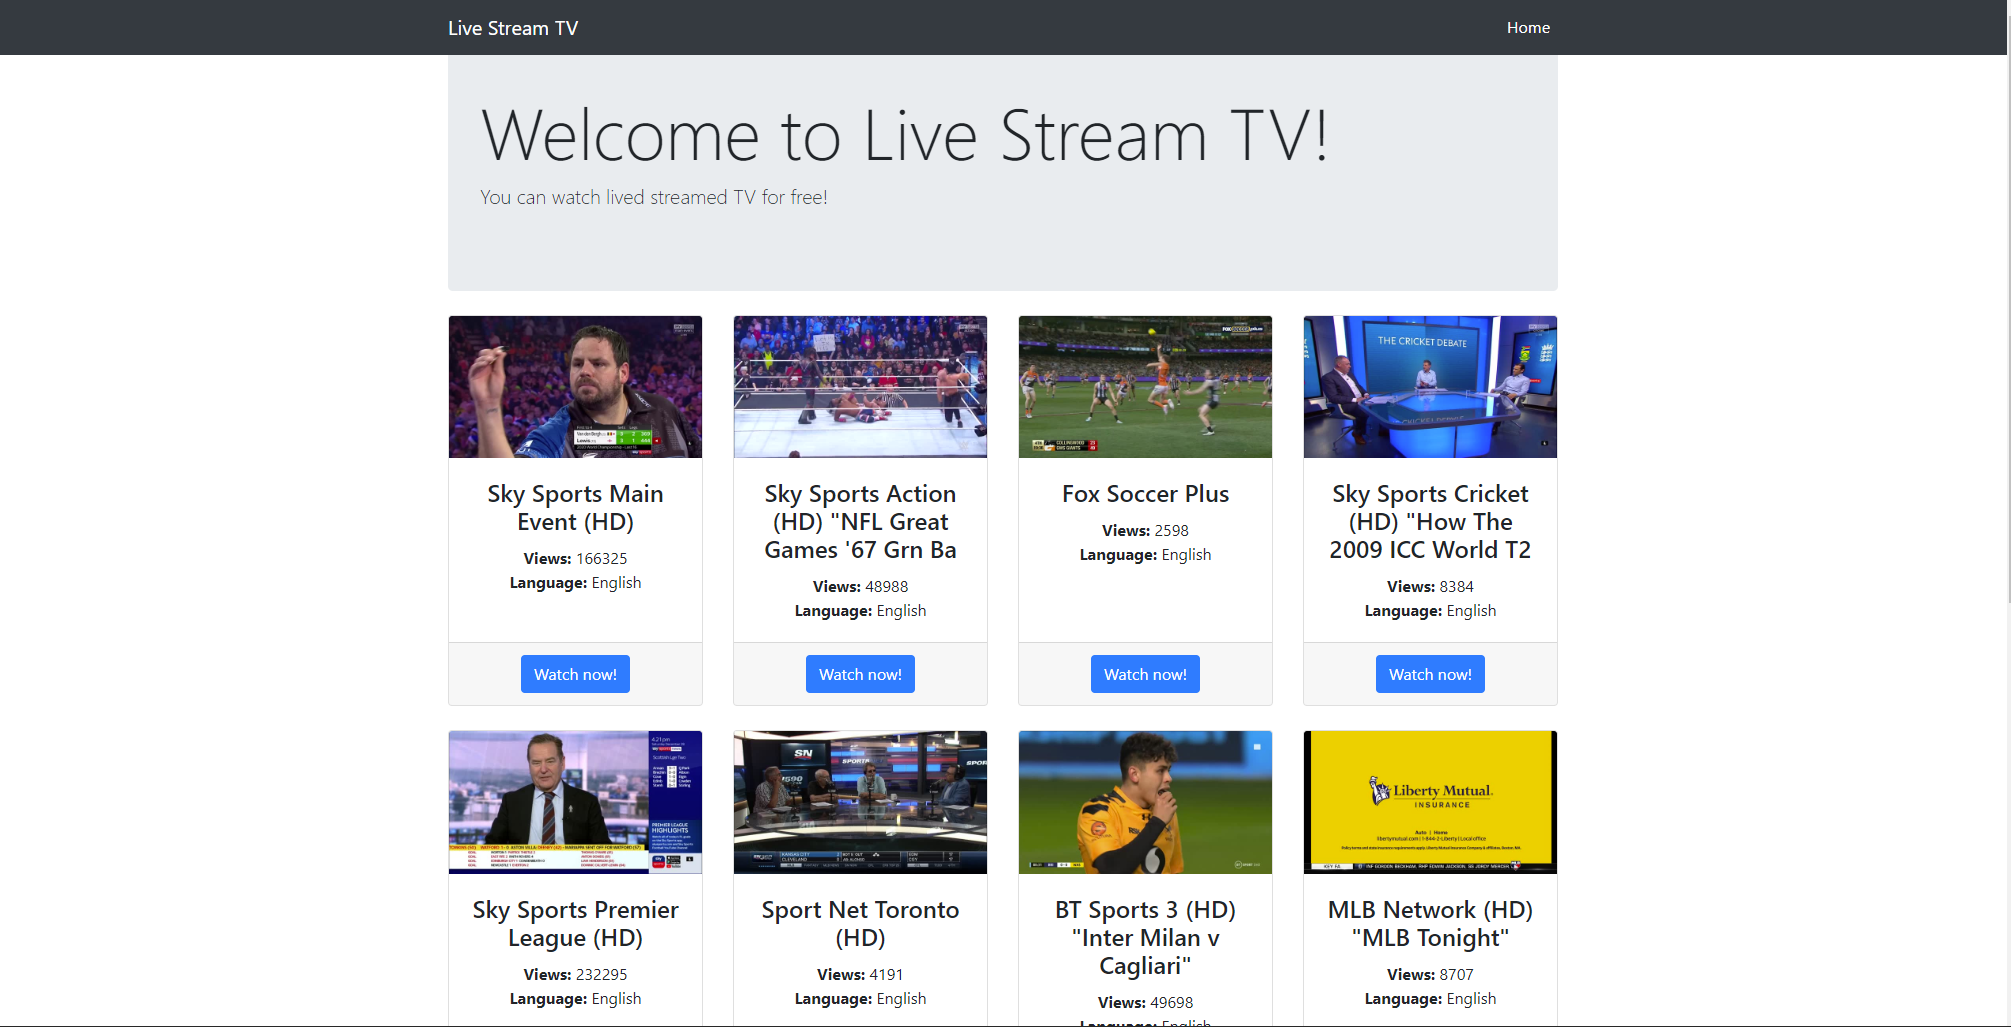 Live Stream TV
Home
Welcome to Live Stream TV!
You can watch lived streamed TV for free!
THE CRICKET DEBATE
Sky Sports Main
Event (HD)
Views: 166325
Language: English
Watch now!
Sky Sports Action
(HD) "NFL Great
Games '67 Grn Ba
Views: 48988
Language: English
Watch now!
Fox Soccer Plus
Views: 2598
Language: English
Watch now!
Sky Sports Cricket
(HD) "How The
2009 ICC World T2
Views: 8384
Language: English
Watch now!
PREMIER LEAGUE
HIGHLIGHTS
SN
Liberty Mutual
INSURANCE
Sky Sports Premier
League (HD)
Views: 232295
Language: English
Sport Net Toronto
(HD)
Views: 4191
Language: English
BT Sports 3 (HD)
"Inter Milan v
Cagliari"
Views: 49698
Language: English
MLB Network (HD)
"MLB Tonight"
Views: 8707
Language: English